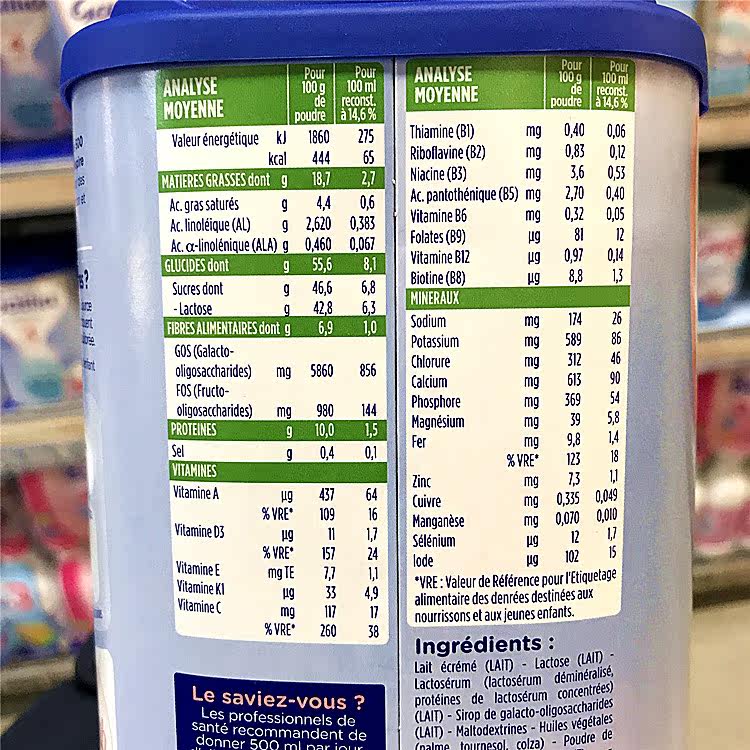 ANALYSE MOYENNE Pour 100 g de poudre Pour 100 ml reconst. à 14,6 %
Valeur énergétique kJ 1860 275
kcal 444 65
MATIERES GRASSES dont g 18,7 2,7
Ac. gras saturés g 4,4 0,6
Ac. linoléique (AL) g 2,620 0,383
Ac. α-linolénique (ALA) g 0,460 0,067
GLUCIDES dont g 55,6 8,1
Sucres dont g 46,6 6,8
- Lactose g 42,8 6,3
FIBRES ALIMENTAIRES dont g 6,9 1,0
GOS (Galacto-
oligosaccharides) mg 5860 856
FOS (Fructo-
oligosaccharides) mg 980 144
PROTEINES g 10,0 1,5
Sel g 0,4 0,1
VITAMINES
Vitamine A µg 437 64
% VRE* 109 16
Vitamine D3 µg 11 1,7
% VRE* 157 24
Vitamine E mg TE 7,7 1,1
Vitamine K1 µg 33 4,9
Vitamine C mg 117 17
% VRE* 260 38
Le saviez-vous ?
Les professionnels de
santé recommandent de
donner 500 ml par jour
ANALYSE MOYENNE Pour 100 g de poudre Pour 100 ml reconst. à 14,6 %
Thiamine (B1) mg 0,40 0,06
Riboflavine (B2) mg 0,83 0,12
Niacine (B3) mg 3,6 0,53
Ac. pantothénique (B5) mg 2,70 0,40
Vitamine B6 mg 0,32 0,05
Folates (B9) µg 81 12
Vitamine B12 µg 0,97 0,14
Biotine (B8) µg 8,8 1,3
MINERAUX
Sodium mg 174 26
Potassium mg 589 86
Chlorure mg 312 46
Calcium mg 613 90
Phosphore mg 369 54
Magnésium mg 39 5,8
Fer mg 9,8 1,4
% VRE* 123 18
Zinc mg 7,3 1,1
Cuivre mg 0,335 0,049
Manganèse mg 0,070 0,010
Sélénium µg 12 1,7
Iode µg 102 15
*VRE : Valeur de Référence pour l'Etiquetage
alimentaire des denrées destinées aux
nourrissons et aux jeunes enfants.
Ingrédients :
Lait écrémé (LAIT) - Lactose (LAIT) -
Lactosérum (lactosérum déminéralisé,
protéines de lactosérum concentrées)
(LAIT) - Sirop de galacto-oligosaccharides
(LAIT) - Maltodextrines - Huiles végétales
(palme, tournesol, colza) - Poudre de